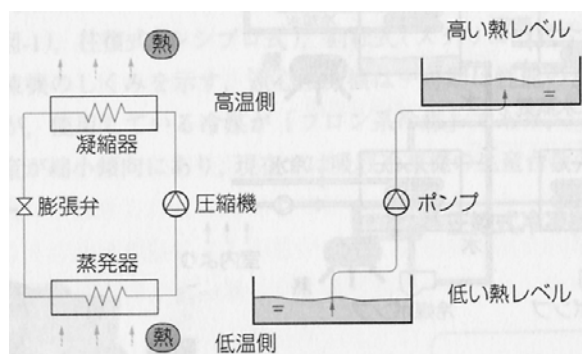 熱
高い熱レベル
高温側
凝縮器
膨張弁
圧縮機
ポンプ
蒸発器
低い熱レベル
熱
低温側